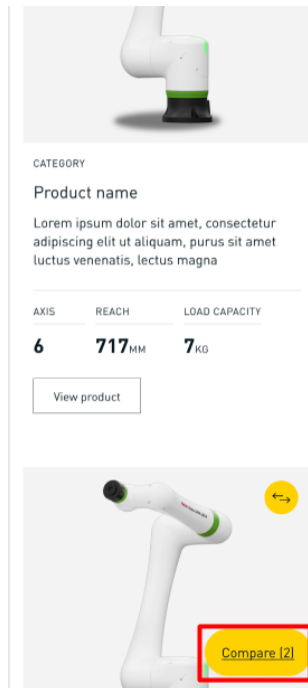 CATEGORY
Product name
Lorem ipsum dolor sit amet, consectetur
adipiscing elit ut aliquam, purus sit amet
luctus venenatis, lectus magna
AXIS REACH LOAD CAPACITY
6 717MM 7KG
View product
Compare (2)